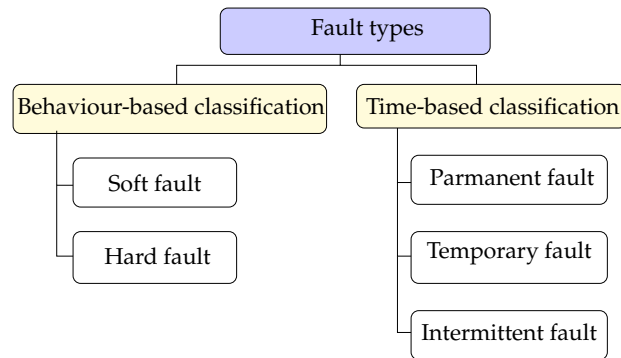 Fault types
Behaviour-based classification
Time-based classification
Soft fault
Hard fault
Parmanent fault
Temporary fault
Intermittent fault